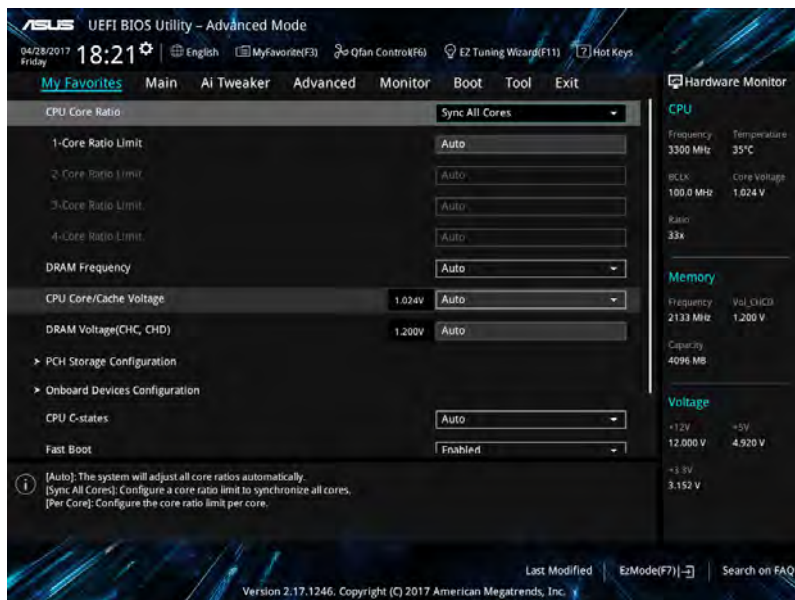 ASUS UEFI BIOS Utility – Advanced Mode
04/28/2017 Friday 18:21 English MyFavorite(F3) Qfan Control(F6) EZ Tuning Wizard(F11) ? Hot Keys
My Favorites Main Ai Tweaker Advanced Monitor Boot Tool Exit
CPU Core Ratio Sync All Cores
1-Core Ratio Limit Auto
2-Core Ratio Limit Auto
3-Core Ratio Limit Auto
4-Core Ratio Limit Auto
DRAM Frequency Auto
CPU Core/Cache Voltage 1.024V Auto
DRAM Voltage(CHC, CHD) 1.200V Auto
> PCH Storage Configuration
> Onboard Devices Configuration
CPU C-states Auto
Fast Boot Enabled
[Auto]: The system will adjust all core ratios automatically.
[Sync All Cores]: Configure a core ratio limit to synchronize all cores.
[Per Core]: Configure the core ratio limit per core.
Hardware Monitor
CPU
Frequency Temperature
3300 MHz 35°C
BCLK Core Voltage
100.0 MHz 1.024 V
Ratio
33x
Memory
Frequency Vol_CHCD
2133 MHz 1.200 V
Capacity
4096 MB
Voltage
+12V +5V
12.000 V 4.920 V
+3.3V
3.152 V
Last Modified EzMode(F7) Search on FAQ
Version 2.17.1246. Copyright (C) 2017 American Megatrends, Inc.